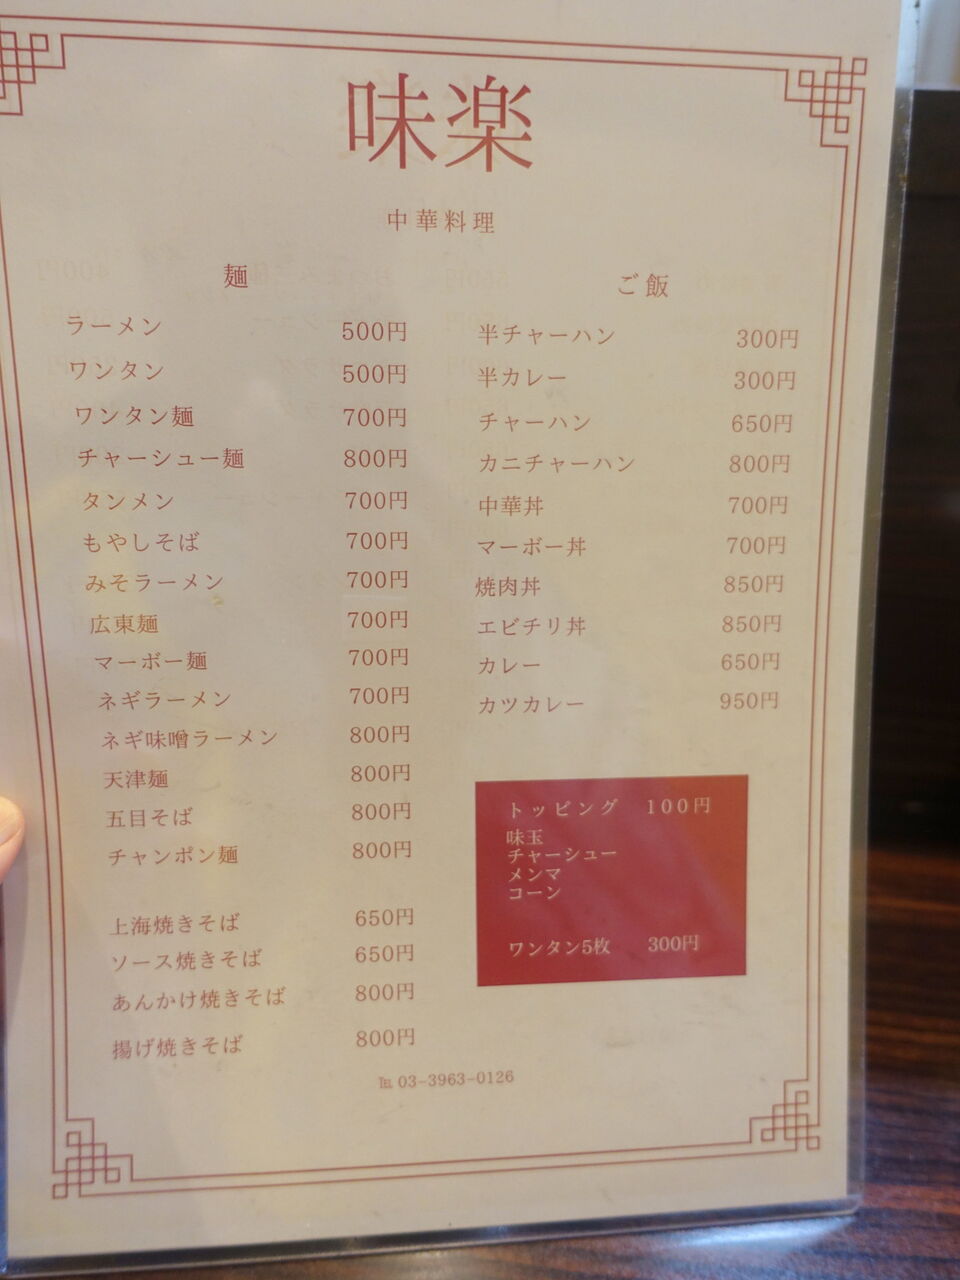 味楽
中華料理
麺
ラーメン 500円
ワンタン 500円
ワンタン麺 700円
チャーシュー麺 800円
タンメン 700円
もやしそば 700円
みそラーメン 700円
広東麺 700円
マーボー麺 700円
ネギラーメン 700円
ネギ味噌ラーメン 800円
天津麺 800円
五目そば 800円
チャンポン麺 800円
上海焼きそば 650円
ソース焼きそば 650円
あんかけ焼きそば 800円
揚げ焼きそば 800円
ご飯
半チャーハン 300円
半カレー 300円
チャーハン 650円
カニチャーハン 800円
中華丼 700円
マーボー丼 700円
焼肉丼 850円
エビチリ丼 850円
カレー 650円
カツカレー 950円
トッピング 100円
味玉
チャーシュー
メンマ
コーン
ワンタン5枚 300円
℡ 03-3963-0126